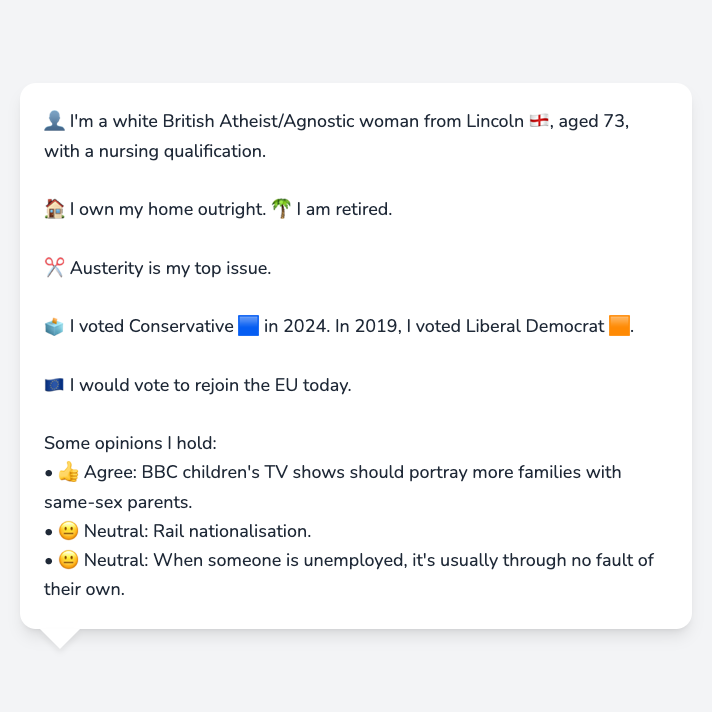 👤 I'm a white British Atheist/Agnostic woman from Lincoln 🏴󠁧󠁢󠁥󠁮󠁧󠁿, aged 73,
with a nursing qualification.
🏠 I own my home outright. 🌴 I am retired.
✂️ Austerity is my top issue.
🗳️ I voted Conservative 🟦 in 2024. In 2019, I voted Liberal Democrat 🟧.
🇪🇺 I would vote to rejoin the EU today.
Some opinions I hold:
• 👍 Agree: BBC children's TV shows should portray more families with
same-sex parents.
• 😐 Neutral: Rail nationalisation.
• 😐 Neutral: When someone is unemployed, it's usually through no fault of
their own.